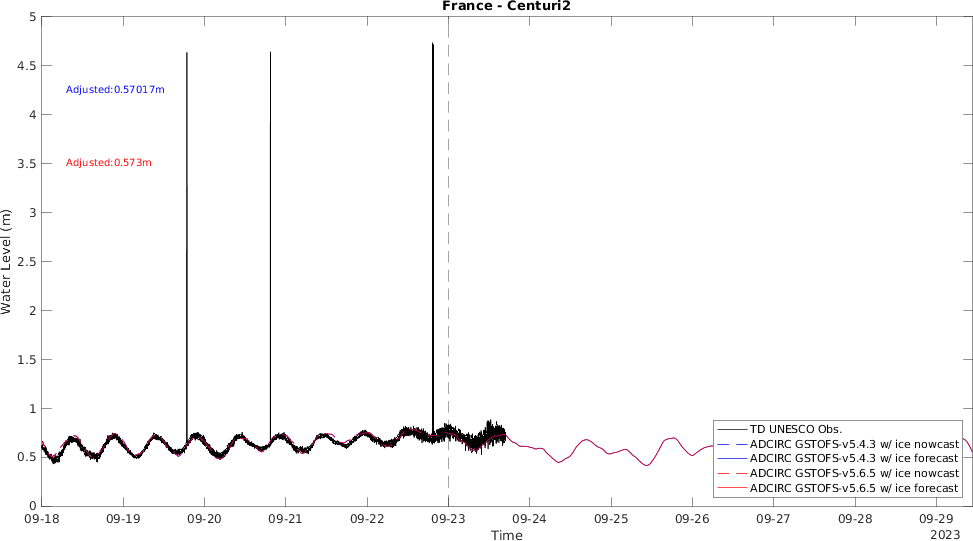 France - Centuri2
5
4.5
4
3.5
3
2.5
2
1.5
1
0.5
0
Water Level (m)
Adjusted:0.57017m
Adjusted:0.573m
TD UNESCO Obs.
ADCIRC GSTOFS-v5.4.3 w/ ice nowcast
ADCIRC GSTOFS-v5.4.3 w/ ice forecast
ADCIRC GSTOFS-v5.6.5 w/ ice nowcast
ADCIRC GSTOFS-v5.6.5 w/ ice forecast
09-18 09-19 09-20 09-21 09-22 09-23 09-24 09-25 09-26 09-27 09-28 09-29
Time 2023